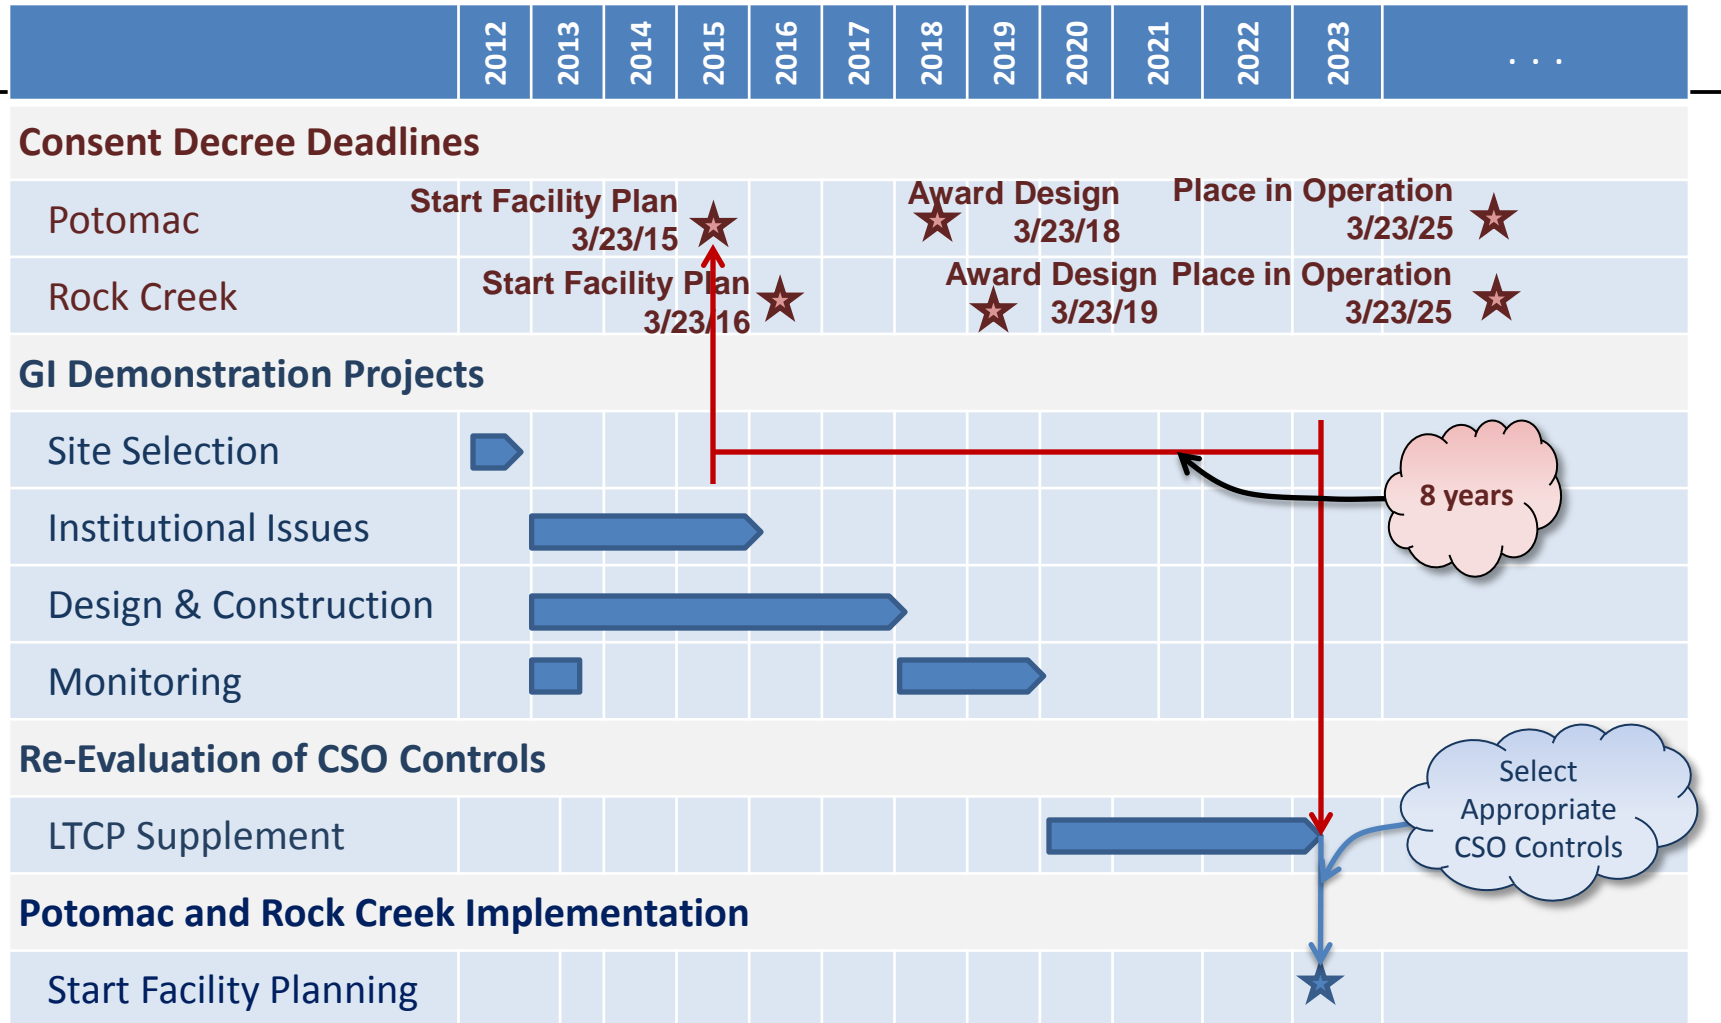 2012 2013 2014 2015 2016 2017 2018 2019 2020 2021 2022 2023 . . .
Consent Decree Deadlines
Potomac
Start Facility Plan
3/23/15
Award Design
3/23/18
Place in Operation
3/23/25
Rock Creek
Start Facility Plan
3/23/16
Award Design
3/23/19
Place in Operation
3/23/25
GI Demonstration Projects
Site Selection
8 years
Institutional Issues
Design & Construction
Monitoring
Re-Evaluation of CSO Controls
LTCP Supplement
Select
Appropriate
CSO Controls
Potomac and Rock Creek Implementation
Start Facility Planning